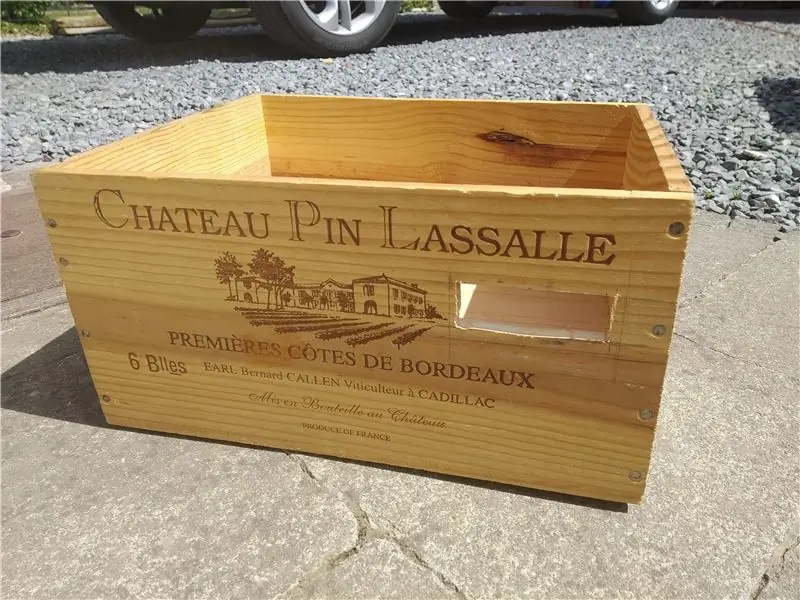 CHATEAU PIN LASSALLE
PREMIÈRES CÔTES DE BORDEAUX
6 Blles
EARL Bernard CALLEN Viticulteur à CADILLAC
Mis en Bouteille au Château
PRODUCE OF FRANCE